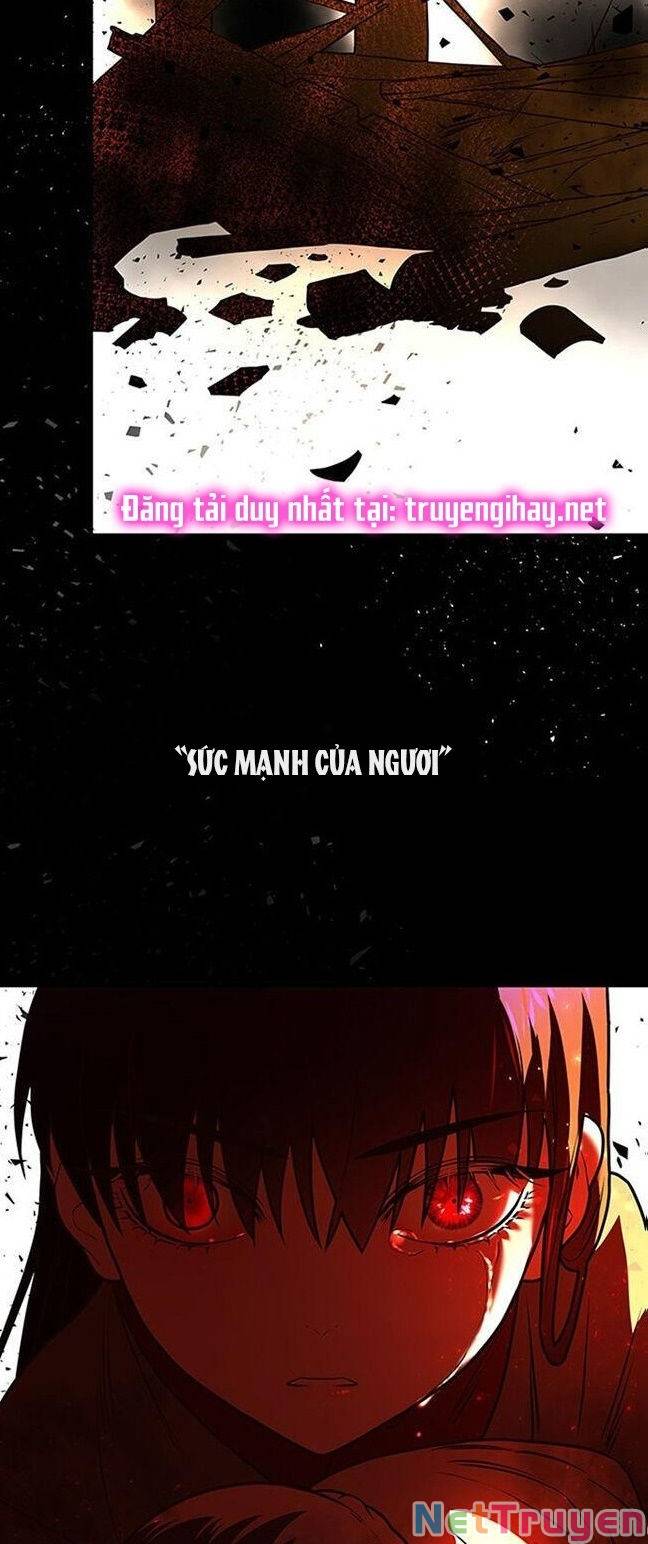 Đăng tải duy nhất tại: truyengihay.net
“SỨC MẠNH CỦA NGƯƠI”
NETTRUYEN